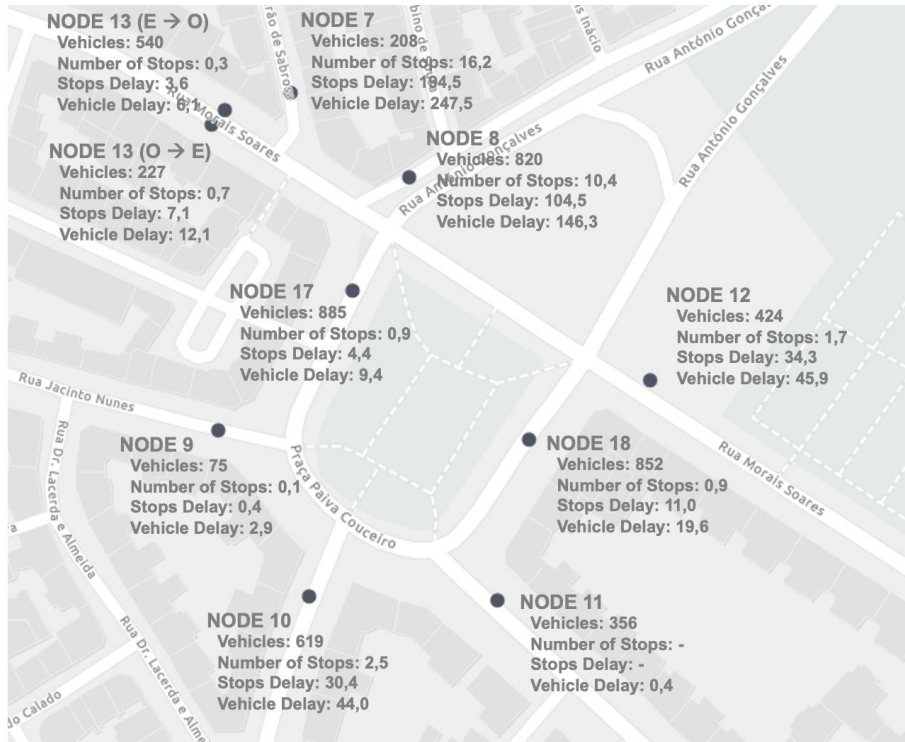 NODE 13 (E → O)
Vehicles: 540
Number of Stops: 0,3
Stops Delay: 3,6
Vehicle Delay: 6,1
NODE 7
Vehicles: 208
Number of Stops: 16,2
Stops Delay: 194,5
Vehicle Delay: 247,5
Inácio
Rua António Gonça
Rua António Gonçalves
Rua Morais Soares
NODE 13 (O → E)
Vehicles: 227
Number of Stops: 0,7
Stops Delay: 7,1
Vehicle Delay: 12,1
NODE 8
Vehicles: 820
Number of Stops: 10,4
Stops Delay: 104,5
Vehicle Delay: 146,3
Rua António Gonçalves
NODE 17
Vehicles: 885
Number of Stops: 0,9
Stops Delay: 4,4
Vehicle Delay: 9,4
NODE 12
Vehicles: 424
Number of Stops: 1,7
Stops Delay: 34,3
Vehicle Delay: 45,9
Rua Jacinto Nunes
Rua Dr. Lacerda e Almeida
NODE 9
Vehicles: 75
Number of Stops: 0,1
Stops Delay: 0,4
Vehicle Delay: 2,9
Praça Paiva Couceiro
NODE 18
Vehicles: 852
Number of Stops: 0,9
Stops Delay: 11,0
Vehicle Delay: 19,6
Rua Morais Soares
NODE 10
Vehicles: 619
Number of Stops: 2,5
Stops Delay: 30,4
Vehicle Delay: 44,0
NODE 11
Vehicles: 356
Number of Stops: -
Stops Delay: -
Vehicle Delay: 0,4
Rua Dr. Lacerda e Alme
do Calado